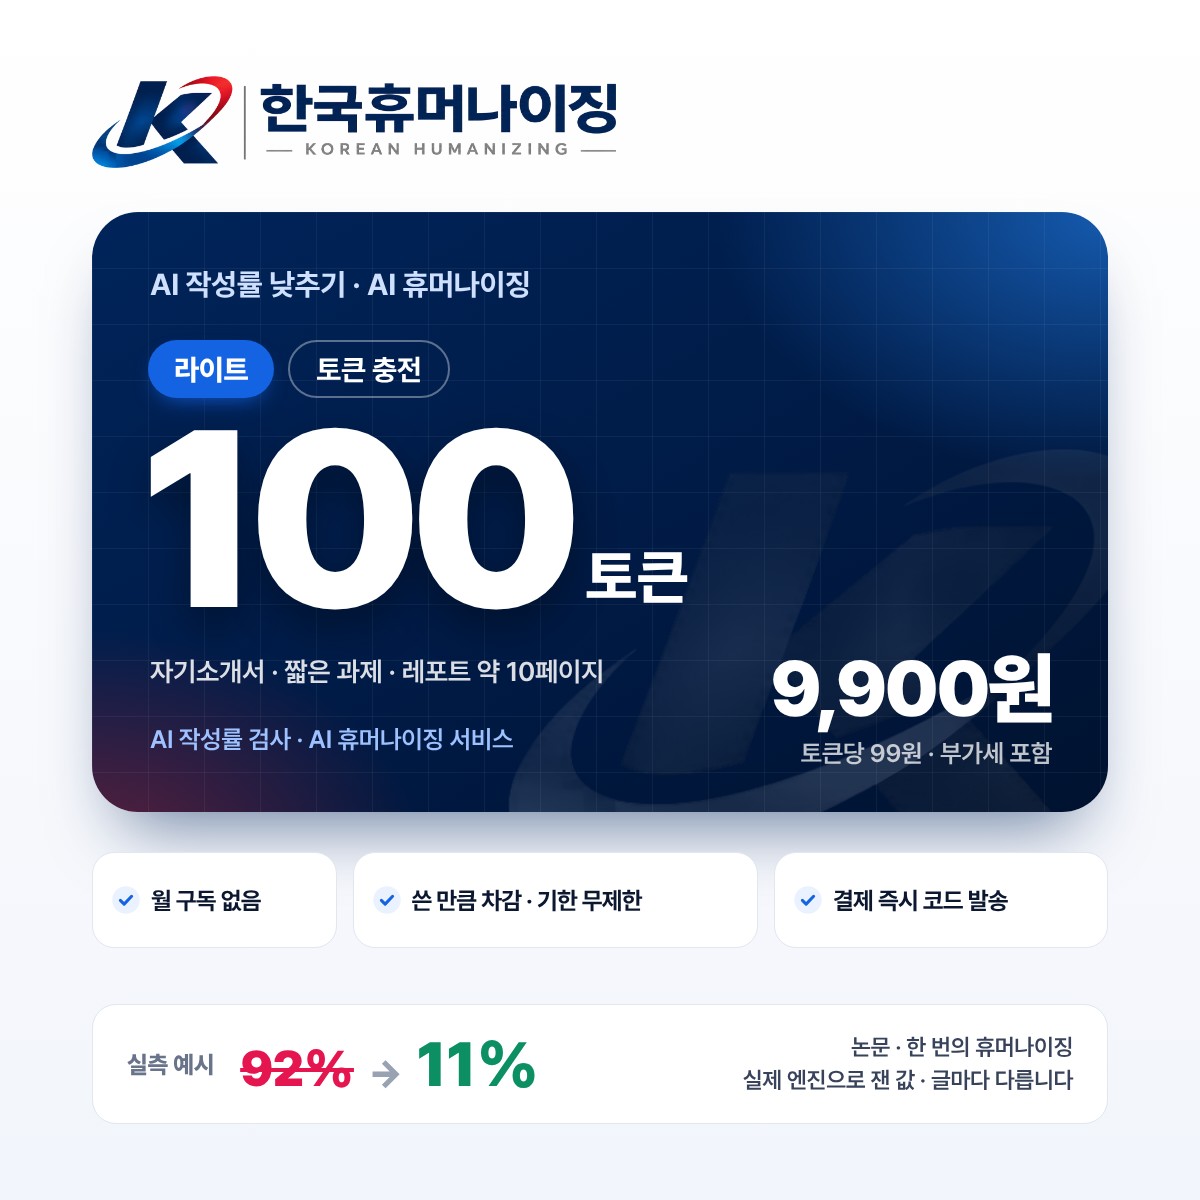 한국휴머나이징
KOREAN HUMANIZING
AI 작성률 낮추기 · AI 휴머나이징
라이트
토큰 충전
100 토큰
자기소개서 · 짧은 과제 · 레포트 약 10페이지
AI 작성률 검사 · AI 휴머나이징 서비스
9,900원
토큰당 99원 · 부가세 포함
월 구독 없음
쓴 만큼 차감 · 기한 무제한
결제 즉시 코드 발송
실측 예시 92% → 11%
논문 · 한 번의 휴머나이징
실제 엔진으로 잰 값 · 글마다 다릅니다